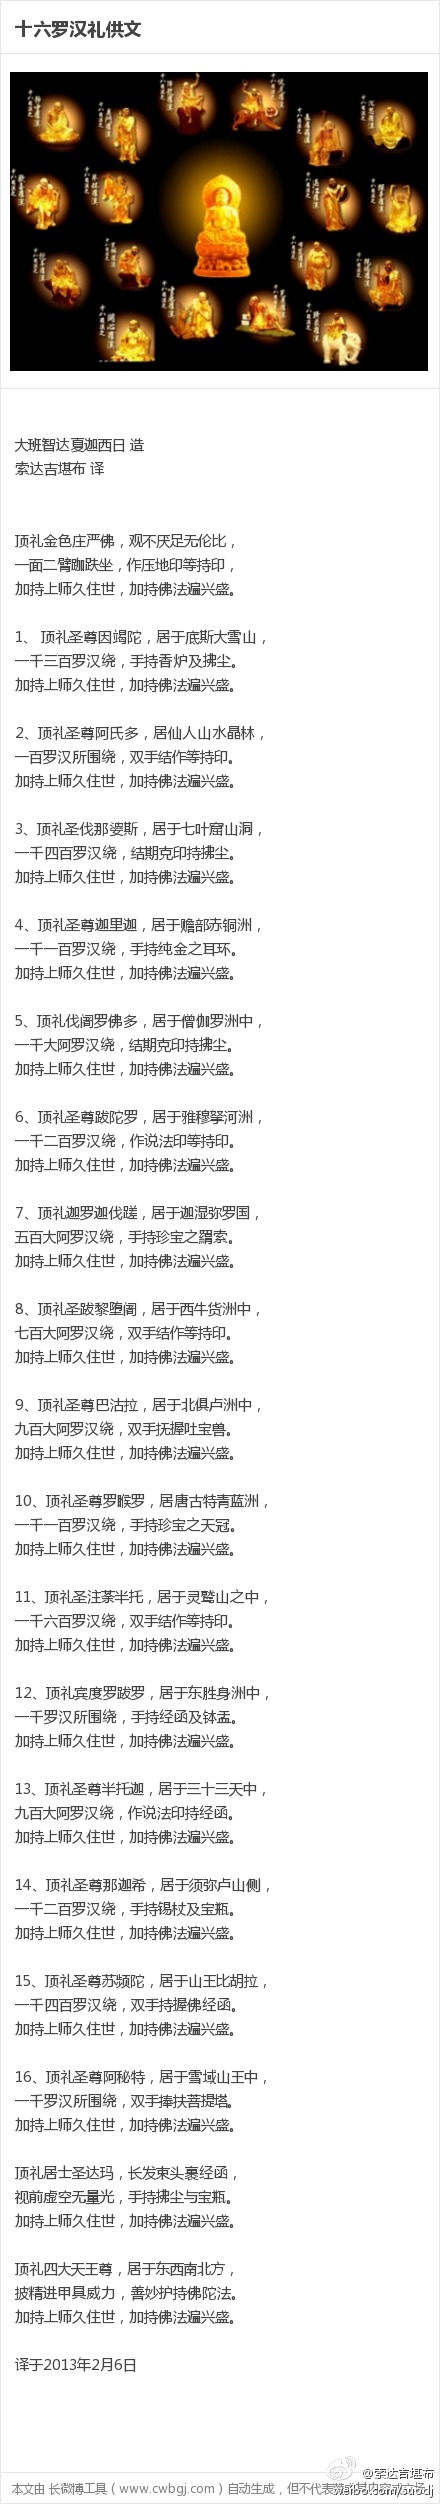 十六罗汉礼供文
大班智达夏迦西日 造
索达吉堪布 译
顶礼金色庄严佛，观不厌足无伦比，
一面二臂跏趺坐，作压地印等持印，
加持上师久住世，加持佛法遍兴盛。
1、 顶礼圣尊因竭陀，居于底斯大雪山，
一千三百罗汉绕，手持香炉及拂尘。
加持上师久住世，加持佛法遍兴盛。
2、顶礼圣尊阿氏多，居仙人山水晶林，
一百罗汉所围绕，双手结作等持印。
加持上师久住世，加持佛法遍兴盛。
3、顶礼圣伐那婆斯，居于七叶窟山洞，
一千四百罗汉绕，结期克印持拂尘。
加持上师久住世，加持佛法遍兴盛。
4、顶礼圣尊迦里迦，居于赡部赤铜洲，
一千一百罗汉绕，手持纯金之耳环。
加持上师久住世，加持佛法遍兴盛。
5、顶礼伐阇罗佛多，居于僧伽罗洲中，
一千大阿罗汉绕，结期克印持拂尘。
加持上师久住世，加持佛法遍兴盛。
6、顶礼圣尊跋陀罗，居于雅穆拏河洲，
一千二百罗汉绕，作说法印等持印。
加持上师久住世，加持佛法遍兴盛。
7、顶礼迦罗迦伐蹉，居于迦湿弥罗国，
五百大阿罗汉绕，手持珍宝之羂索。
加持上师久住世，加持佛法遍兴盛。
8、顶礼圣跋黎堕阇，居于西牛货洲中，
七百大阿罗汉绕，双手结作等持印。
加持上师久住世，加持佛法遍兴盛。
9、顶礼圣尊巴沽拉，居于北俱卢洲中，
九百大阿罗汉绕，双手抚握吐宝兽。
加持上师久住世，加持佛法遍兴盛。
10、顶礼圣尊罗睺罗，居唐古特青蓝洲，
一千一百罗汉绕，手持珍宝之天冠。
加持上师久住世，加持佛法遍兴盛。
11、顶礼圣注荼半托，居于灵鹫山之中，
一千六百罗汉绕，双手结作等持印。
加持上师久住世，加持佛法遍兴盛。
12、顶礼宾度罗跋罗，居于东胜身洲中，
一千罗汉所围绕，手持经函及钵盂。
加持上师久住世，加持佛法遍兴盛。
13、顶礼圣尊半托迦，居于三十三天中，
九百大阿罗汉绕，作说法印持经函。
加持上师久住世，加持佛法遍兴盛。
14、顶礼圣尊那迦希，居于须弥卢山侧，
一千二百罗汉绕，手持锡杖及宝瓶。
加持上师久住世，加持佛法遍兴盛。
15、顶礼圣尊苏频陀，居于山王比胡拉，
一千四百罗汉绕，双手持握佛经函。
加持上师久住世，加持佛法遍兴盛。
16、顶礼圣尊阿秘特，居于雪域山王中，
一千罗汉所围绕，双手捧扶菩提塔。
加持上师久住世，加持佛法遍兴盛。
顶礼居士圣达玛，长发束头裹经函，
视前虚空无量光，手持拂尘与宝瓶。
加持上师久住世，加持佛法遍兴盛。
顶礼四大天王尊，居于东西南北方，
披精进甲具威力，善妙护持佛陀法。
加持上师久住世，加持佛法遍兴盛。
译于2013年2月6日
@索达吉堪布
本文由 长微博工具（www.cwbgj.com）自动生成，但不代表赞成其内容或立场
weibo.com/suodj